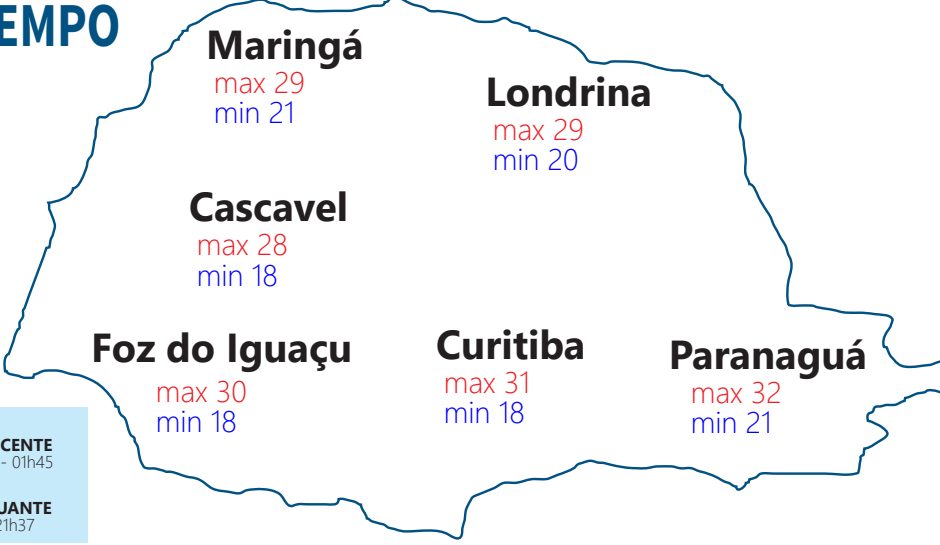 EMPO
Maringá
max 29
min 21
Londrina
max 29
min 20
Cascavel
max 28
min 18
Foz do Iguaçu
max 30
min 18
Curitiba
max 31
min 18
Paranaguá
max 32
min 21
CENTE
- 01h45
UANTE
21h37